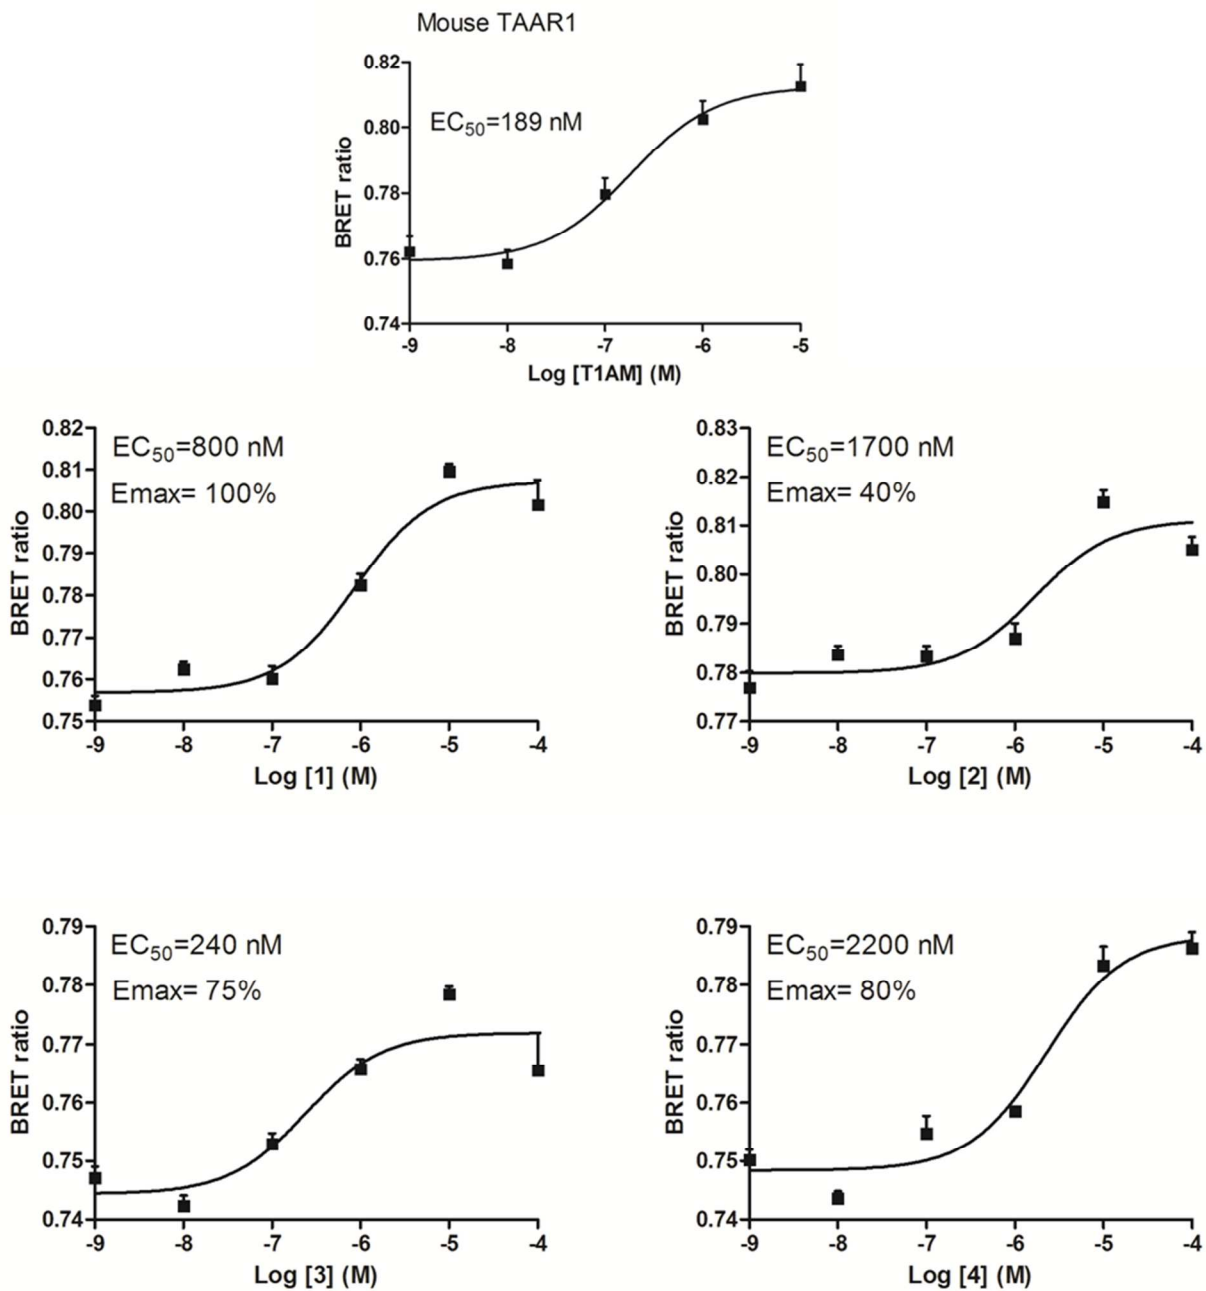 Mouse TAAR1
0.82
0.80
0.78
0.76
0.74
BRET ratio
EC50=189 nM
-9 -8 -7 -6 -5
Log [T1AM] (M)
0.82
0.81
0.80
0.79
0.78
0.77
0.76
0.75
BRET ratio
EC50=800 nM
Emax= 100%
-9 -8 -7 -6 -5 -4
Log [1] (M)
0.83
0.82
0.81
0.80
0.79
0.78
0.77
BRET ratio
EC50=1700 nM
Emax= 40%
-9 -8 -7 -6 -5 -4
Log [2] (M)
0.79
0.78
0.77
0.76
0.75
0.74
BRET ratio
EC50=240 nM
Emax= 75%
-9 -8 -7 -6 -5 -4
Log [3] (M)
0.79
0.78
0.77
0.76
0.75
0.74
BRET ratio
EC50=2200 nM
Emax= 80%
-9 -8 -7 -6 -5 -4
Log [4] (M)